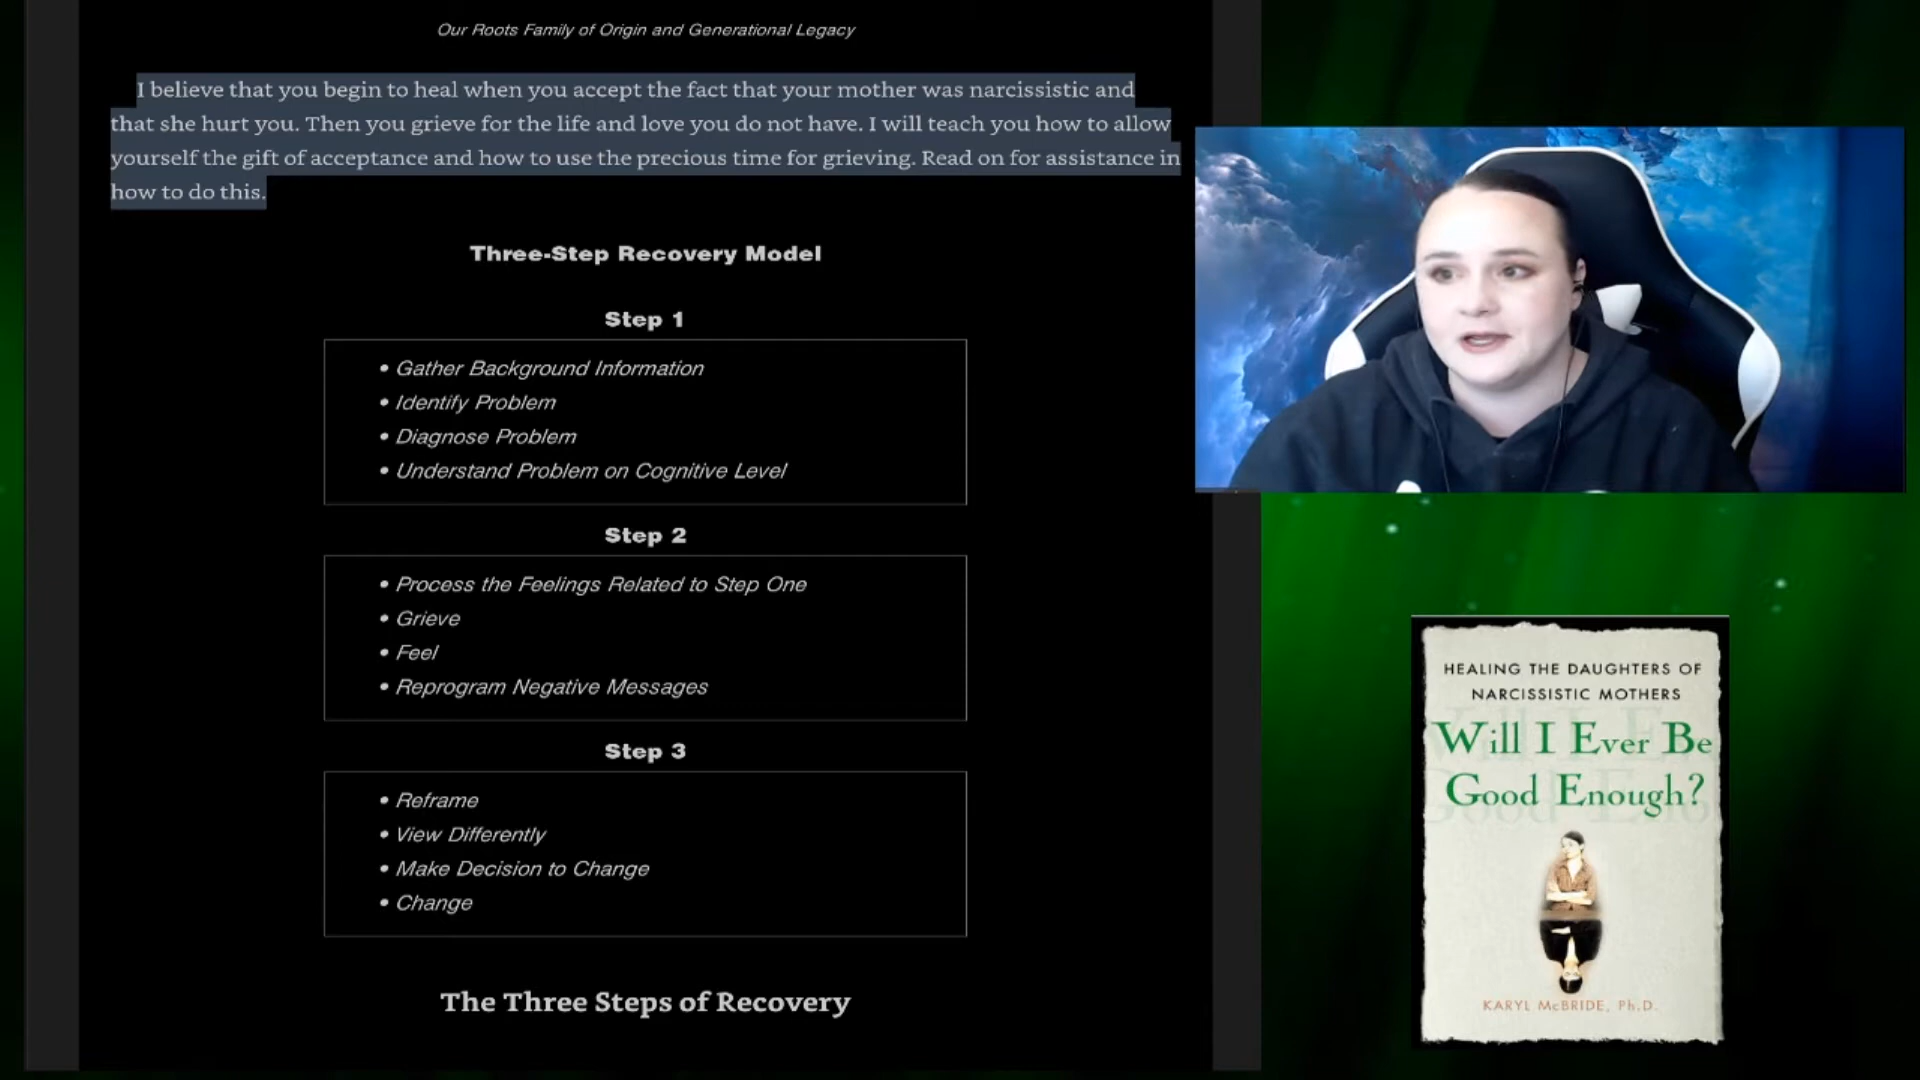 Our Roots Family of Origin and Generational Legacy
I believe that you begin to heal when you accept the fact that your mother was narcissistic and
that she hurt you. Then you grieve for the life and love you do not have. I will teach you how to allow
yourself the gift of acceptance and how to use the precious time for grieving. Read on for assistance in
how to do this.
Three-Step Recovery Model
Step 1
• Gather Background Information
• Identify Problem
• Diagnose Problem
• Understand Problem on Cognitive Level
Step 2
• Process the Feelings Related to Step One
• Grieve
• Feel
• Reprogram Negative Messages
Step 3
• Reframe
• View Differently
• Make Decision to Change
• Change
The Three Steps of Recovery
HEALING THE DAUGHTERS OF
NARCISSISTIC MOTHERS
Will I Ever Be
Good Enough?
KARYL McBRIDE, Ph.D.